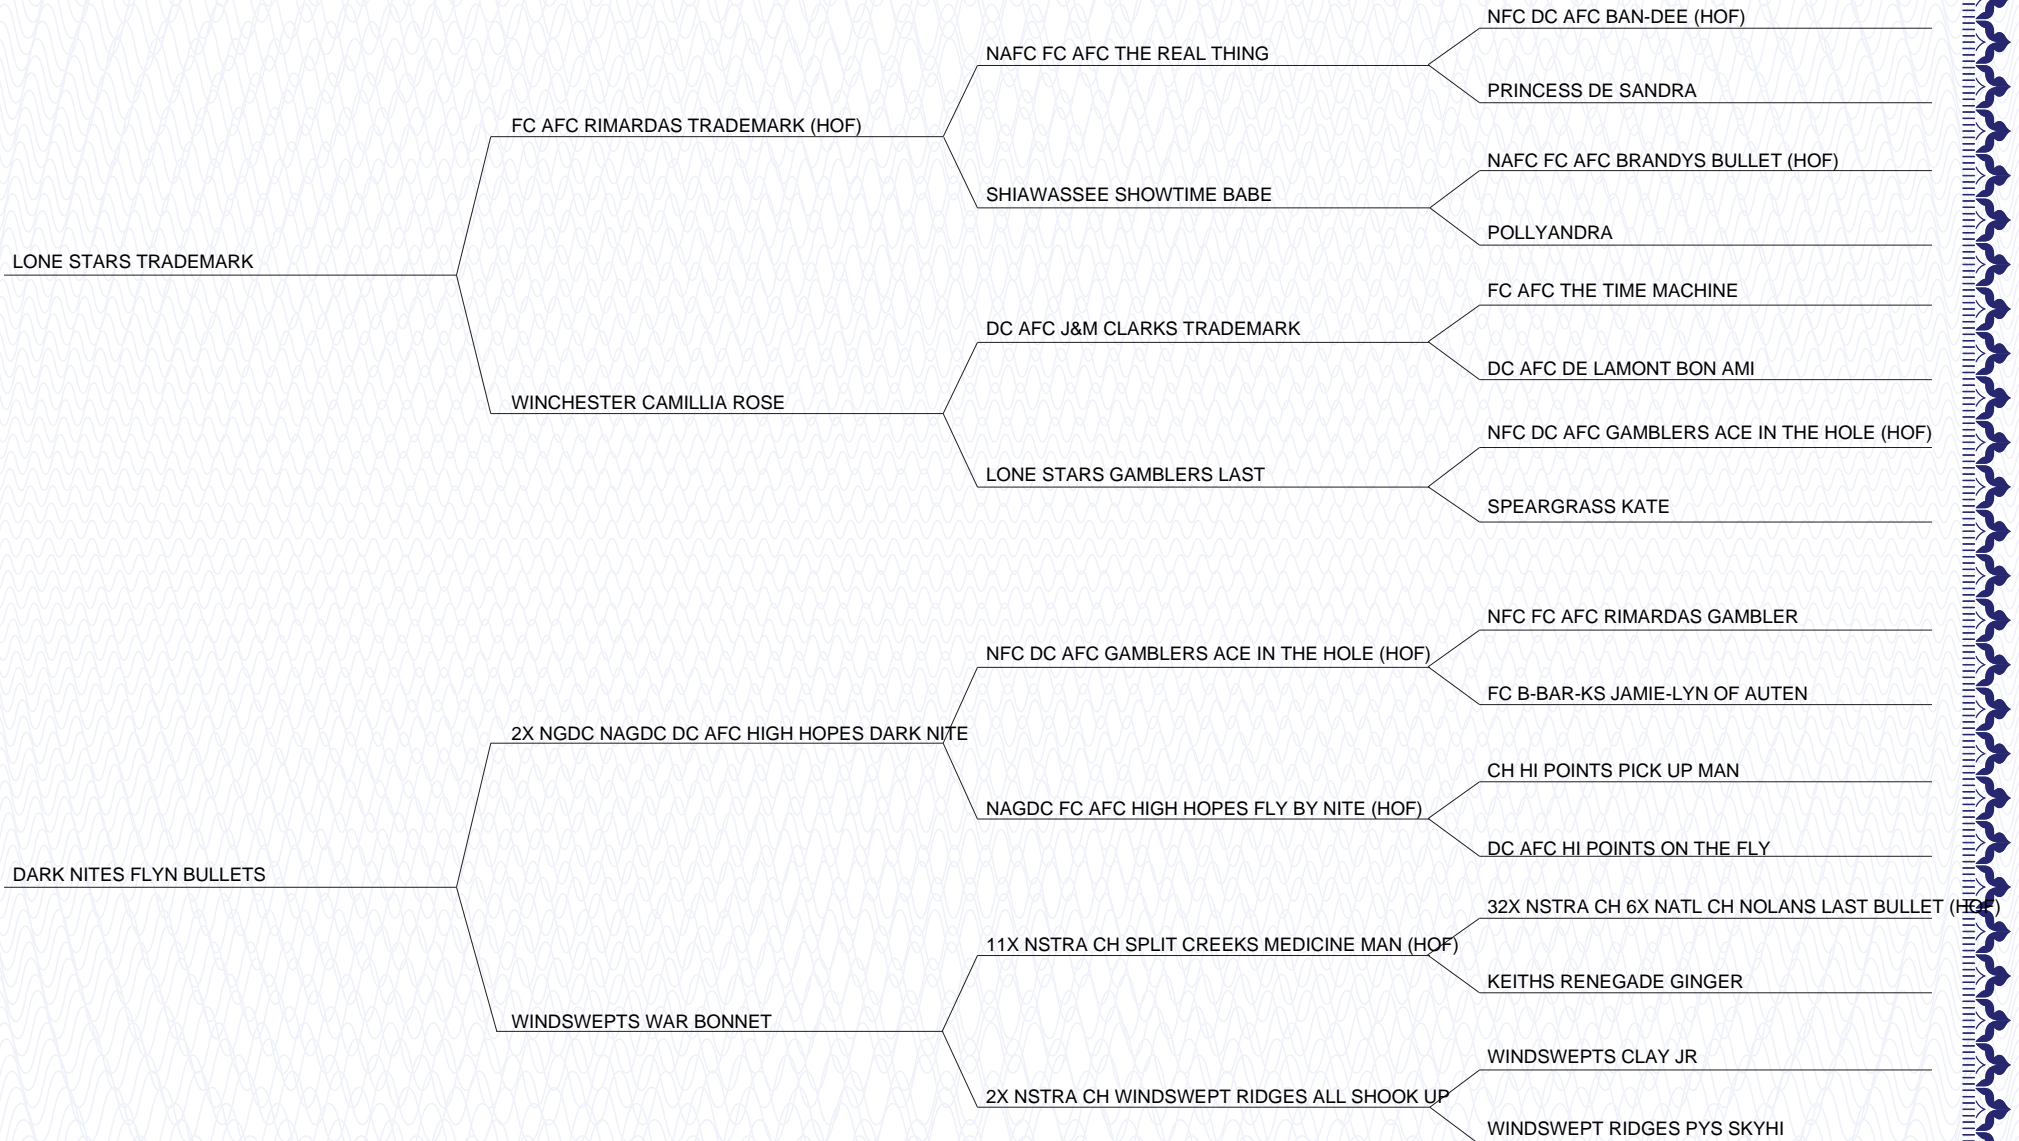 NFC DC AFC BAN-DEE (HOF)
NAFC FC AFC THE REAL THING
PRINCESS DE SANDRA
FC AFC RIMARDAS TRADEMARK (HOF)
NAFC FC AFC BRANDYS BULLET (HOF)
SHIAWASSEE SHOWTIME BABE
POLLYANDRA
LONE STARS TRADEMARK
FC AFC THE TIME MACHINE
DC AFC J&M CLARKS TRADEMARK
DC AFC DE LAMONT BON AMI
WINCHESTER CAMILLIA ROSE
NFC DC AFC GAMBLERS ACE IN THE HOLE (HOF)
LONE STARS GAMBLERS LAST
SPEARGRASS KATE
NFC FC AFC RIMARDAS GAMBLER
NFC DC AFC GAMBLERS ACE IN THE HOLE (HOF)
FC B-BAR-KS JAMIE-LYN OF AUTEN
2X NGDC NAGDC DC AFC HIGH HOPES DARK NITE
CH HI POINTS PICK UP MAN
NAGDC FC AFC HIGH HOPES FLY BY NITE (HOF)
DC AFC HI POINTS ON THE FLY
DARK NITES FLYN BULLETS
32X NSTRA CH 6X NATL CH NOLANS LAST BULLET (HOF)
11X NSTRA CH SPLIT CREEKS MEDICINE MAN (HOF)
KEITHS RENEGADE GINGER
WINDSWEPTS WAR BONNET
WINDSWEPTS CLAY JR
2X NSTRA CH WINDSWEPT RIDGES ALL SHOOK UP
WINDSWEPT RIDGES PYS SKYHI